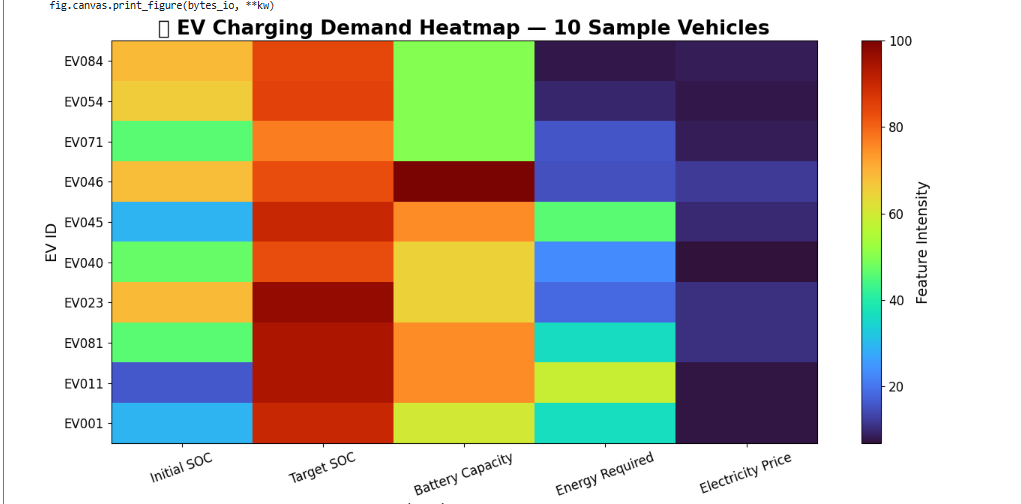 fig.canvas.print_figure(bytes_io, **kw)
EV Charging Demand Heatmap — 10 Sample Vehicles
EV084
EV054
EV071
EV046
EV045
EV040
EV023
EV081
EV011
EV001
EV ID
Initial SOC
Target SOC
Battery Capacity
Energy Required
Electricity Price
100
80
60
40
20
Feature Intensity